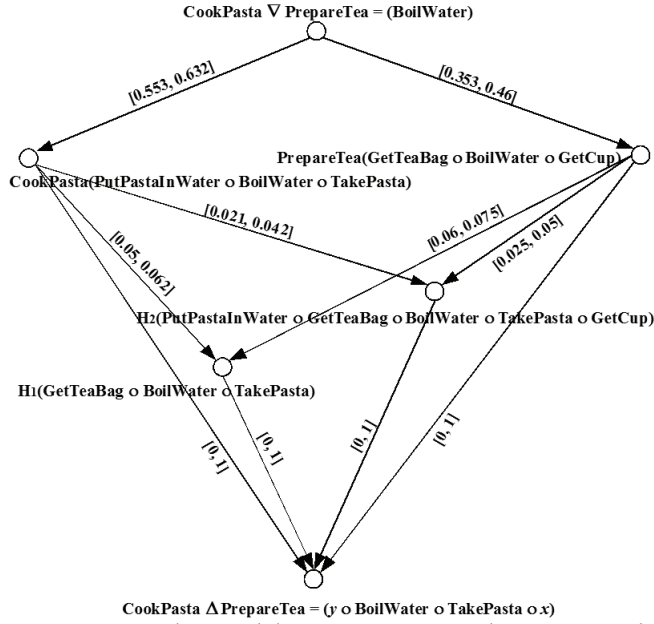 CookPasta ∇ PrepareTea = (BoilWater)
[0.553, 0.632]
[0.353, 0.46]
PrepareTea(GetTeaBag o BoilWater o GetCup)
CookPasta(PutPastaInWater o BoilWater o TakePasta)
[0.021, 0.042]
[0.06, 0.075]
[0.05, 0.062]
[0.025, 0.05]
H2(PutPastaInWater o GetTeaBag o BoilWater o TakePasta o GetCup)
H1(GetTeaBag o BoilWater o TakePasta)
[0, 1]
[0, 1]
[0, 1]
[0, 1]
CookPasta Δ PrepareTea = (y o BoilWater o TakePasta o x)